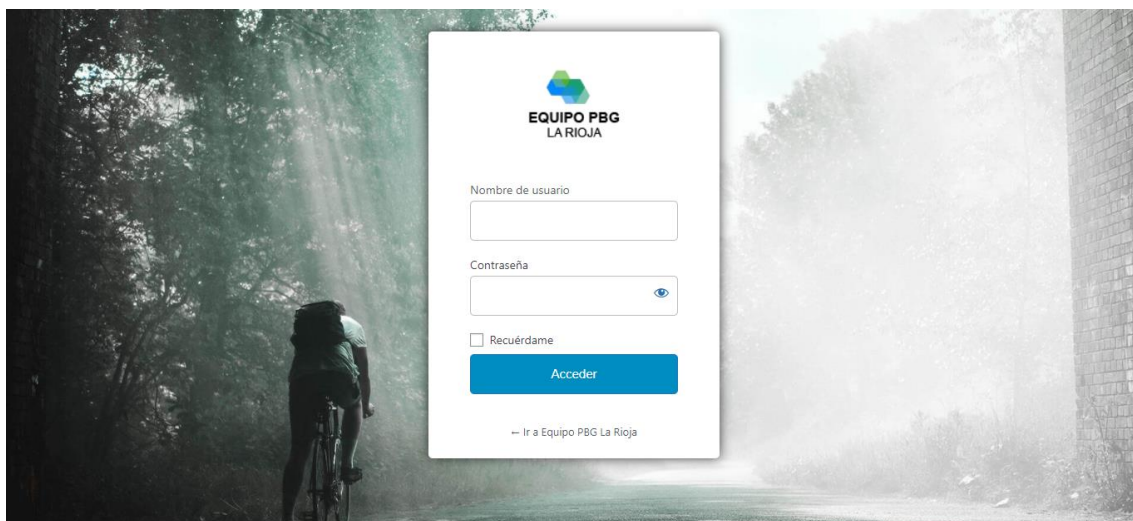 EQUIPO PBG
LA RIOJA
Nombre de usuario
Contraseña
Recuérdame
Acceder
← Ir a Equipo PBG La Rioja